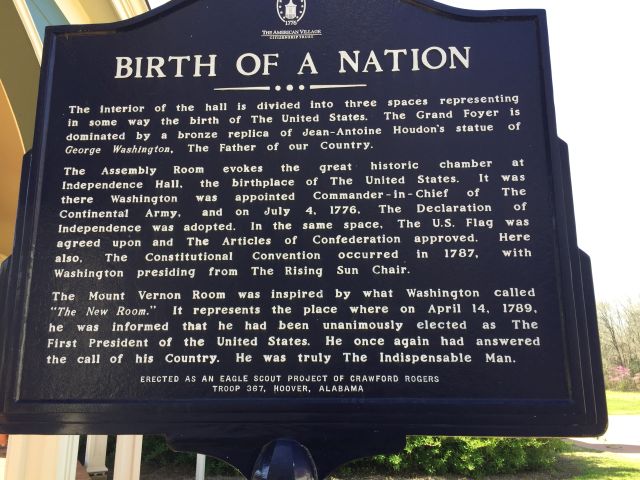 1776
THE AMERICAN VILLAGE
CITIZENSHIP TRUST
BIRTH OF A NATION
The interior of the hall is divided into three spaces representing
in some way the birth of The United States. The Grand Foyer is
dominated by a bronze replica of Jean-Antoine Houdon's statue of
George Washington, The Father of our Country.
The Assembly Room evokes the great historic chamber at
Independence Hall, the birthplace of The United States. It was
there Washington was appointed Commander-in-Chief of The
Continental Army, and on July 4, 1776, The Declaration of
Independence was adopted. In the same space, The U.S. Flag was
agreed upon and The Articles of Confederation approved. Here
also, The Constitutional Convention occurred in 1787, with
Washington presiding from The Rising Sun Chair.
The Mount Vernon Room was inspired by what Washington called
"The New Room." It represents the place where on April 14, 1789,
he was informed that he had been unanimously elected as The
First President of the United States. He once again had answered
the call of his Country. He was truly The Indispensable Man.
ERECTED AS AN EAGLE SCOUT PROJECT OF CRAWFORD ROGERS
TROOP 367, HOOVER, ALABAMA